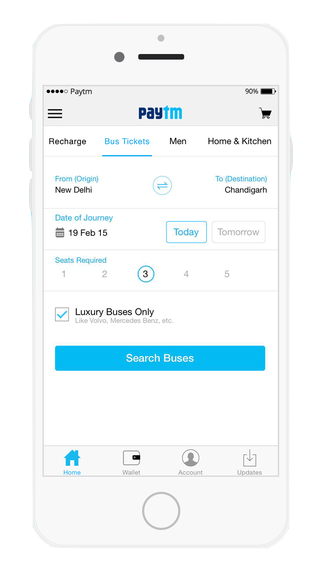 Paytm 90%
paytm
Recharge Bus Tickets Men Home & Kitchen
From (Origin) To (Destination)
New Delhi Chandigarh
Date of Journey
19 Feb 15 Today Tomorrow
Seats Required
1 2 3 4 5
Luxury Buses Only
Like Volvo, Mercedes Benz, etc.
Search Buses
Home Wallet Account Updates